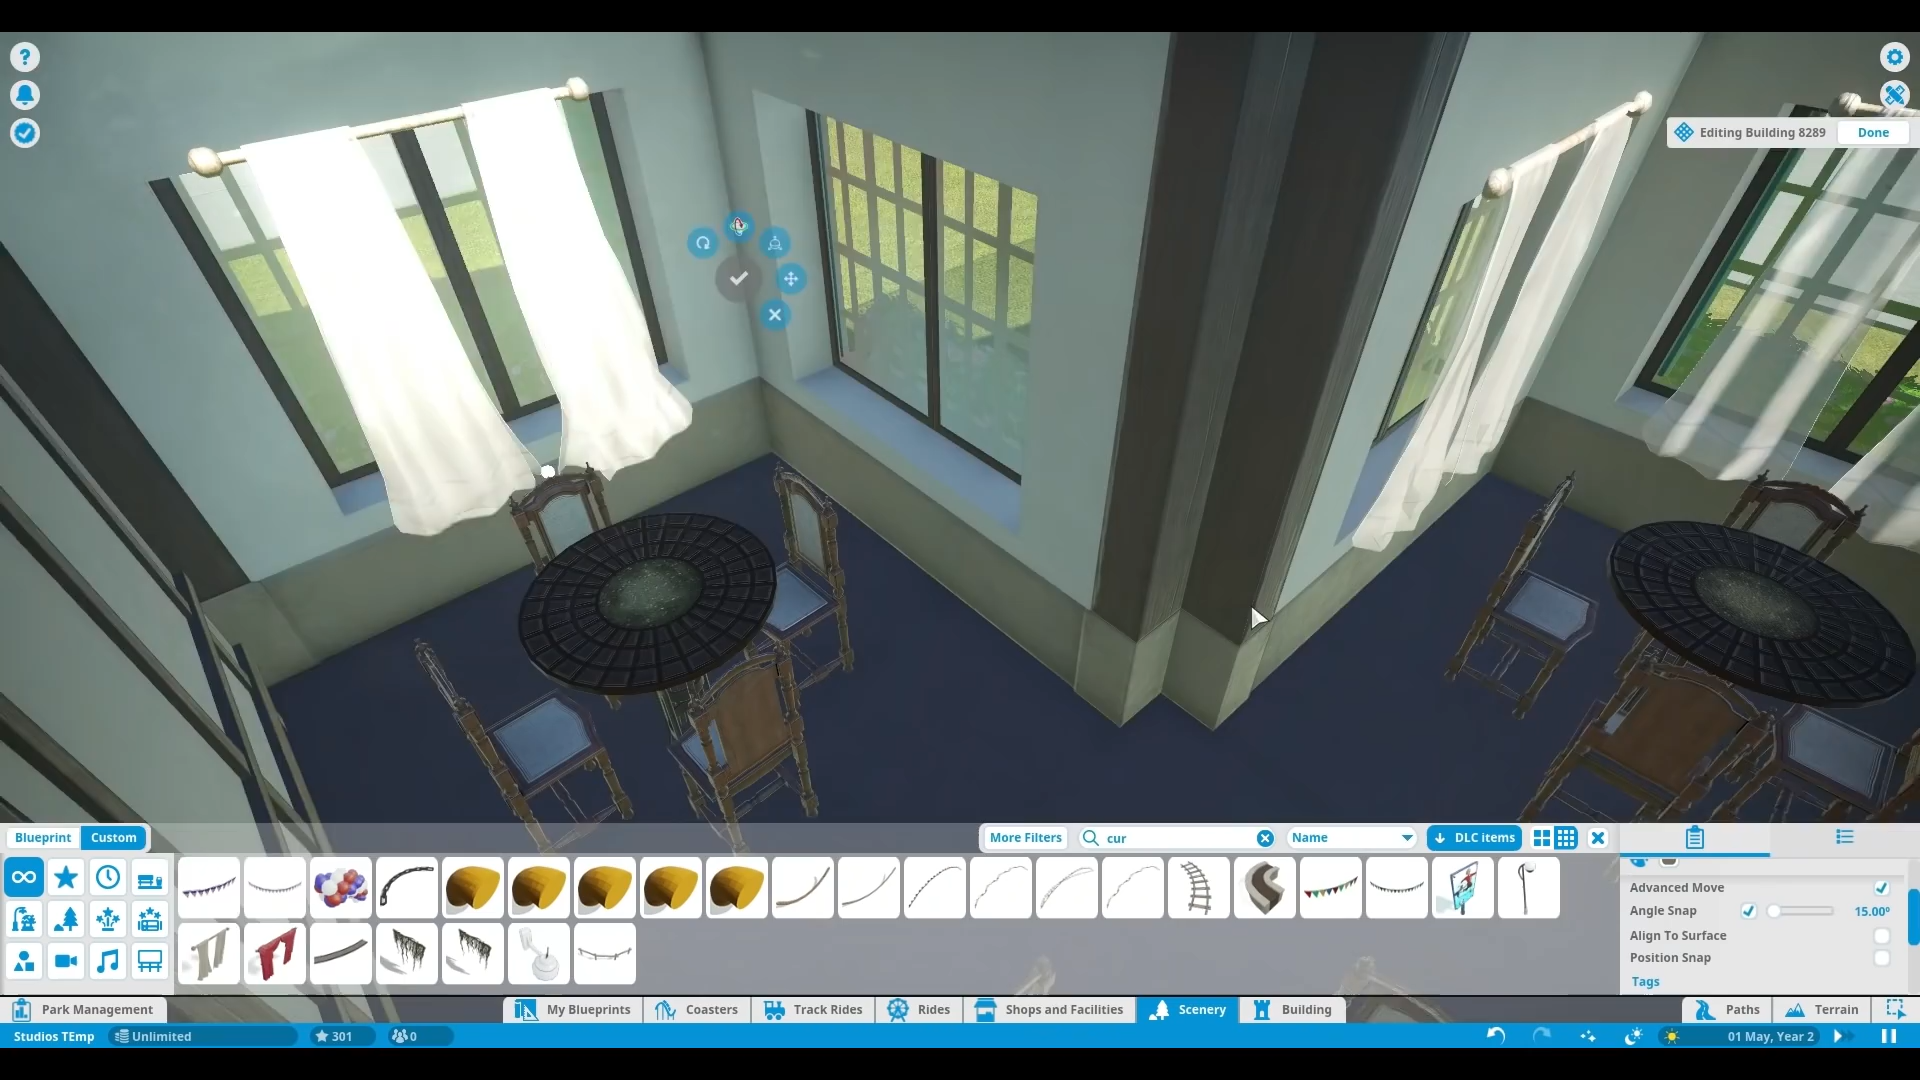 ?
Editing Building 8289
Done
Blueprint
Custom
More Filters
cur
Name
DLC items
Advanced Move
Angle Snap
15.00°
Align To Surface
Position Snap
Tags
Park Management
My Blueprints
Coasters
Track Rides
Rides
Shops and Facilities
Scenery
Building
Paths
Terrain
Studios TEmp
Unlimited
301
0
01 May, Year 2